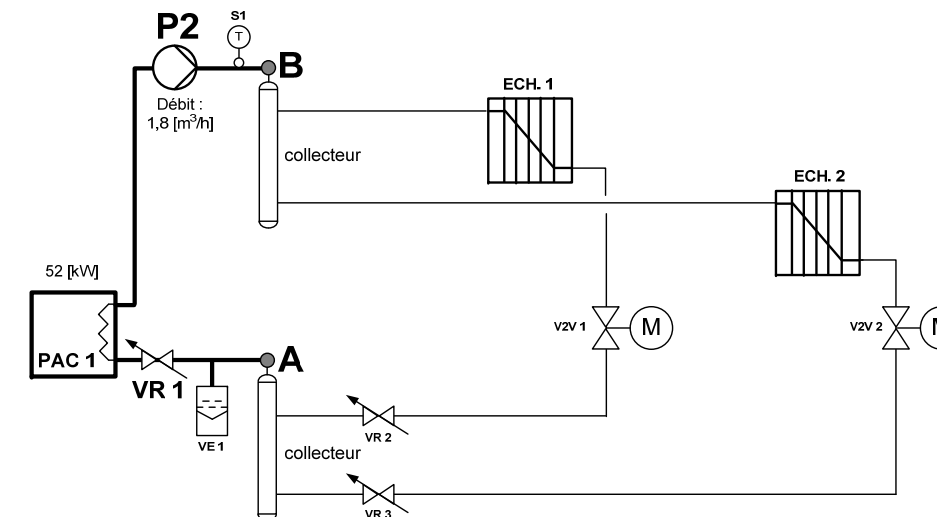 S1
P2
T
B
Débit :
1,8 [m³/h]
ECH. 1
collecteur
ECH. 2
52 [kW]
V2V 1
M
V2V 2
M
PAC 1
A
VR 1
VE 1
VR 2
collecteur
VR 3